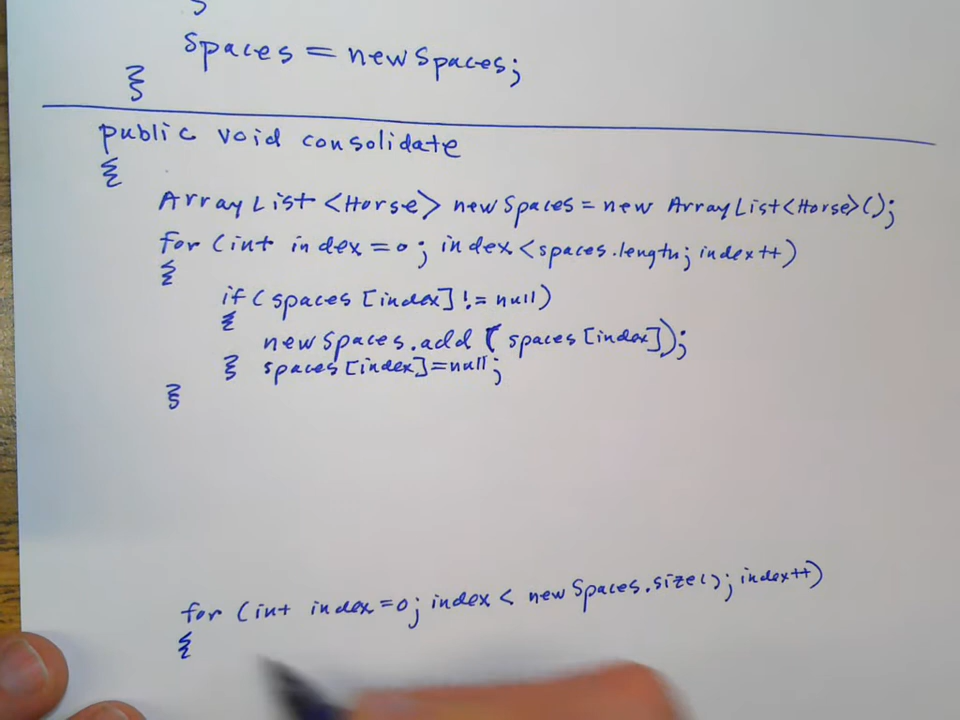 }
spaces = newSpaces;
}
public void consolidate
{
ArrayList <Horse> newSpaces = new ArrayList<Horse>();
for (int index = 0; index < spaces.length; index++)
{
if (spaces [index] != null)
{
newSpaces.add (spaces [index]);
} spaces [index] = null;
}
for (int index = 0; index < newSpaces.size(); index++)
{